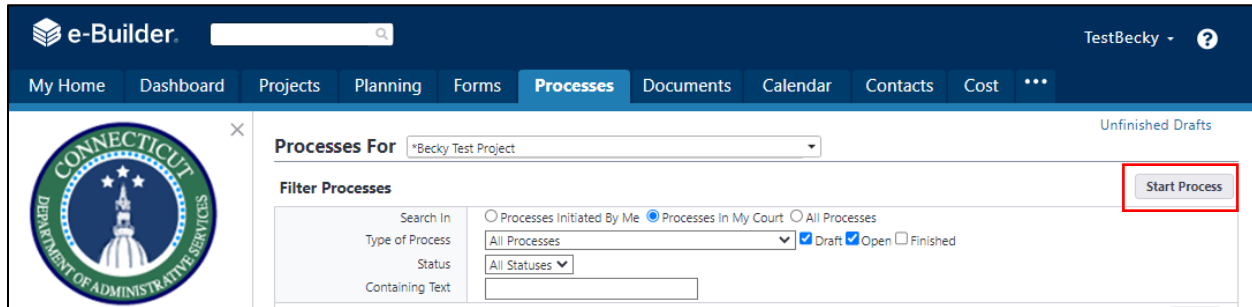 e-Builder.
TestBecky
?
My Home Dashboard Projects Planning Forms Processes Documents Calendar Contacts Cost •••
Unfinished Drafts
CONNECTICUT
DEPARTMENT OF ADMINISTRATIVE SERVICES
Processes For *Becky Test Project
Filter Processes
Start Process
Search In Processes Initiated By Me Processes In My Court All Processes
Type of Process All Processes Draft Open Finished
Status All Statuses
Containing Text